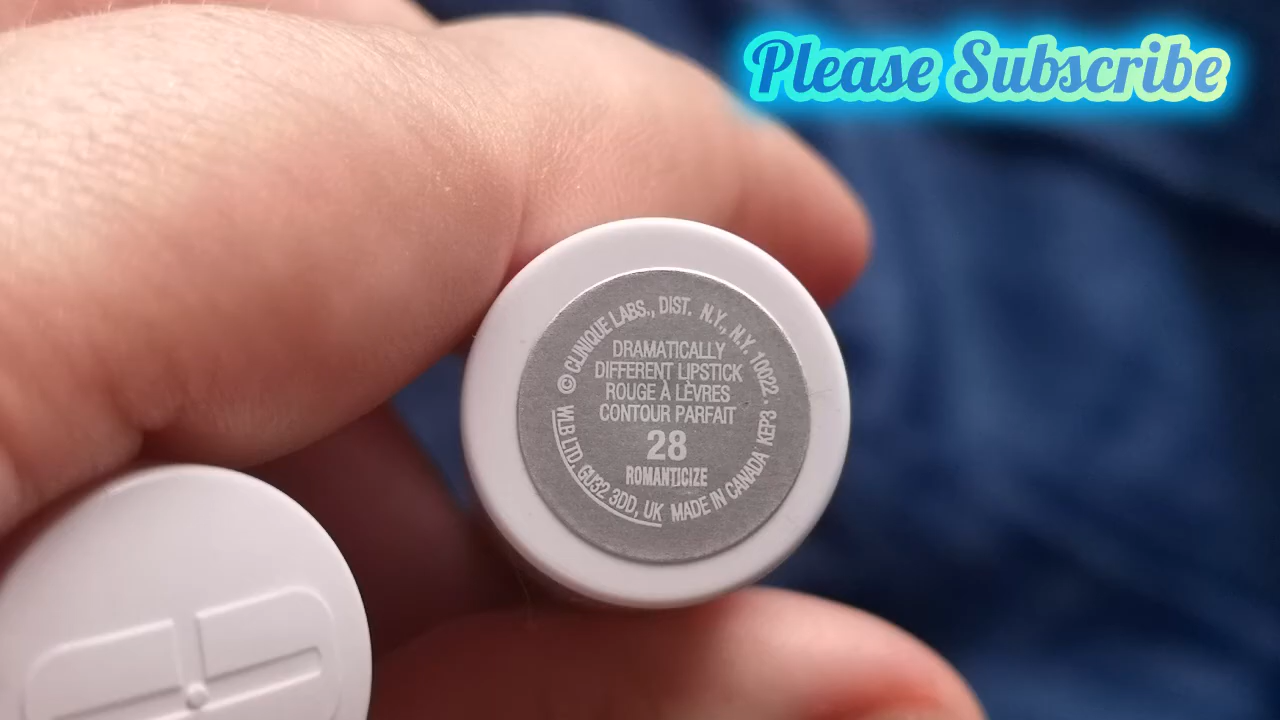 Please Subscribe
© CLINIQUE LABS., DIST. N.Y., N.Y. 10022 .
DRAMATICALLY
DIFFERENT LIPSTICK
ROUGE À LÈVRES
CONTOUR PARFAIT
28
ROMANTICIZE
WLB LTD, GU32 3DD, UK MADE IN CANADA KEP3